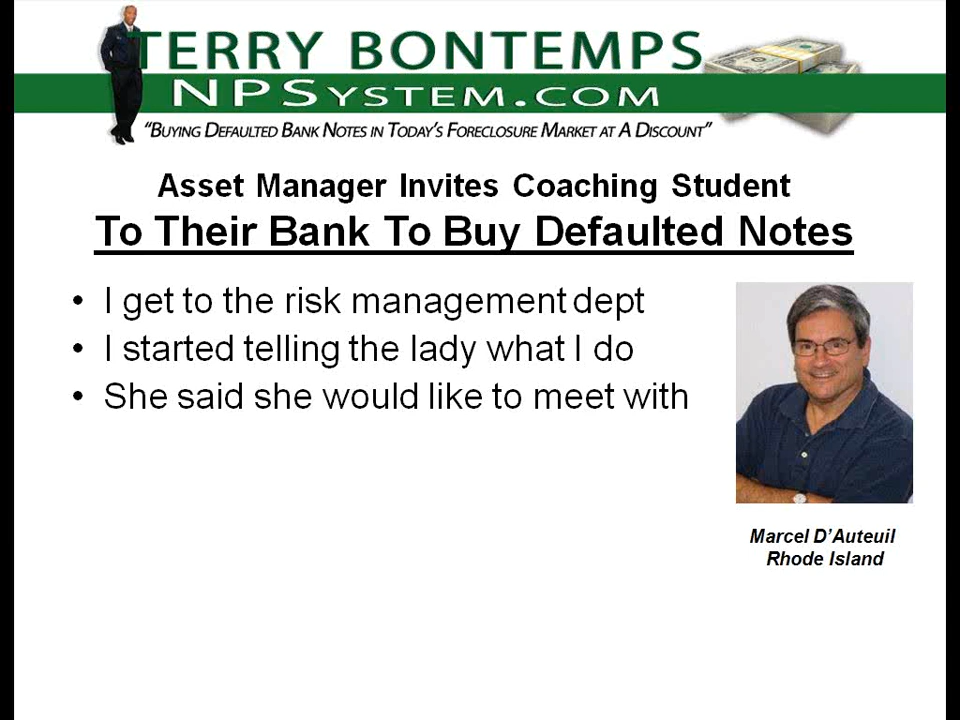 TERRY BONTEMPS
NPSYSTEM.COM
"BUYING DEFAULTED BANK NOTES IN TODAY'S FORECLOSURE MARKET AT A DISCOUNT"
Asset Manager Invites Coaching Student
To Their Bank To Buy Defaulted Notes
• I get to the risk management dept
• I started telling the lady what I do
• She said she would like to meet with
Marcel D'Auteuil
Rhode Island